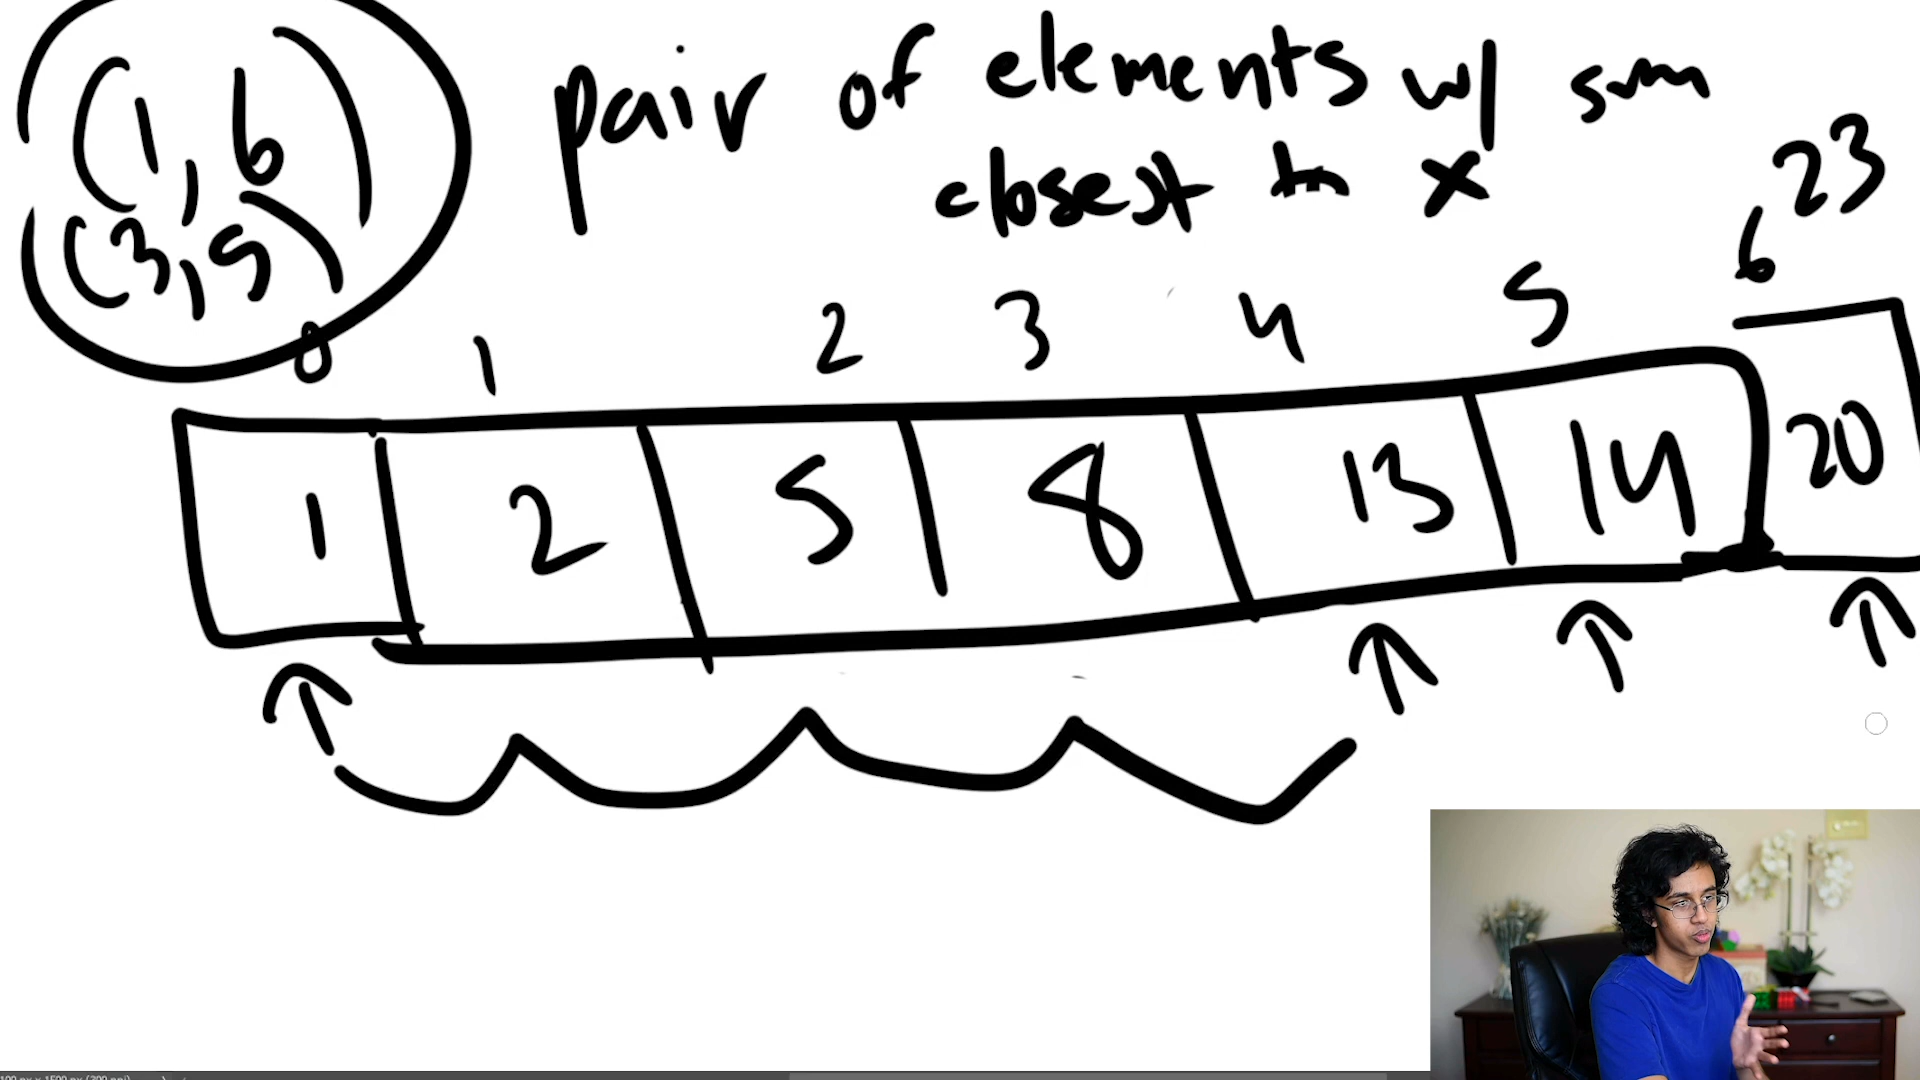 (1, 6)
(3, 5)
pair of elements w/ sum
closest to x
23
0 1 2 3 4 5 6
1 2 5 8 13 14 20